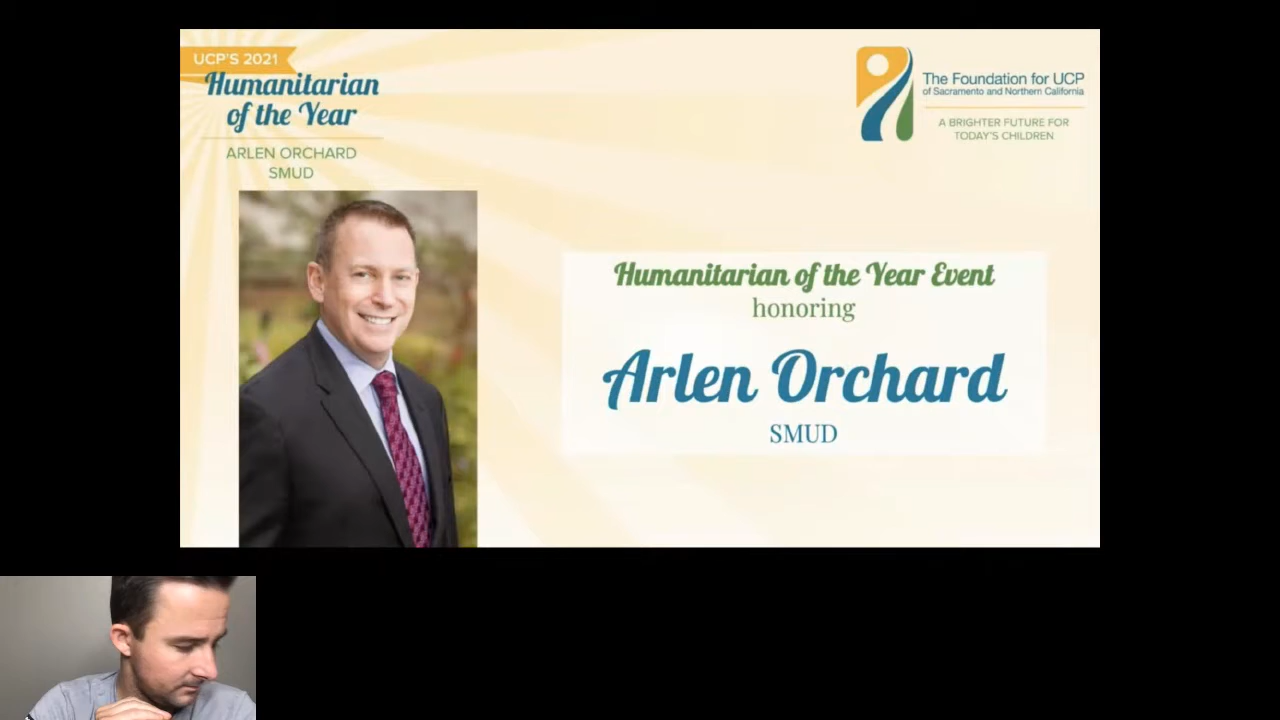 UCP'S 2021
Humanitarian
of the Year
ARLEN ORCHARD
SMUD
The Foundation for UCP
of Sacramento and Northern California
A BRIGHTER FUTURE FOR
TODAY'S CHILDREN
Humanitarian of the Year Event
honoring
Arlen Orchard
SMUD